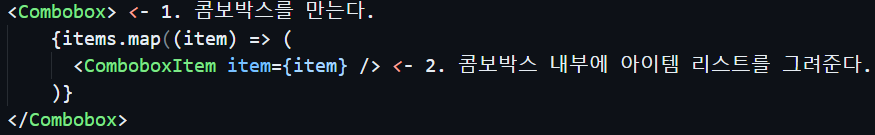 <Combobox> <- 1. 콤보박스를 만는다.
{items.map((item) => (
<ComboboxItem item={item} /> <- 2. 콤보박스 내부에 아이템 리스트를 그려준다.
)}
</Combobox>